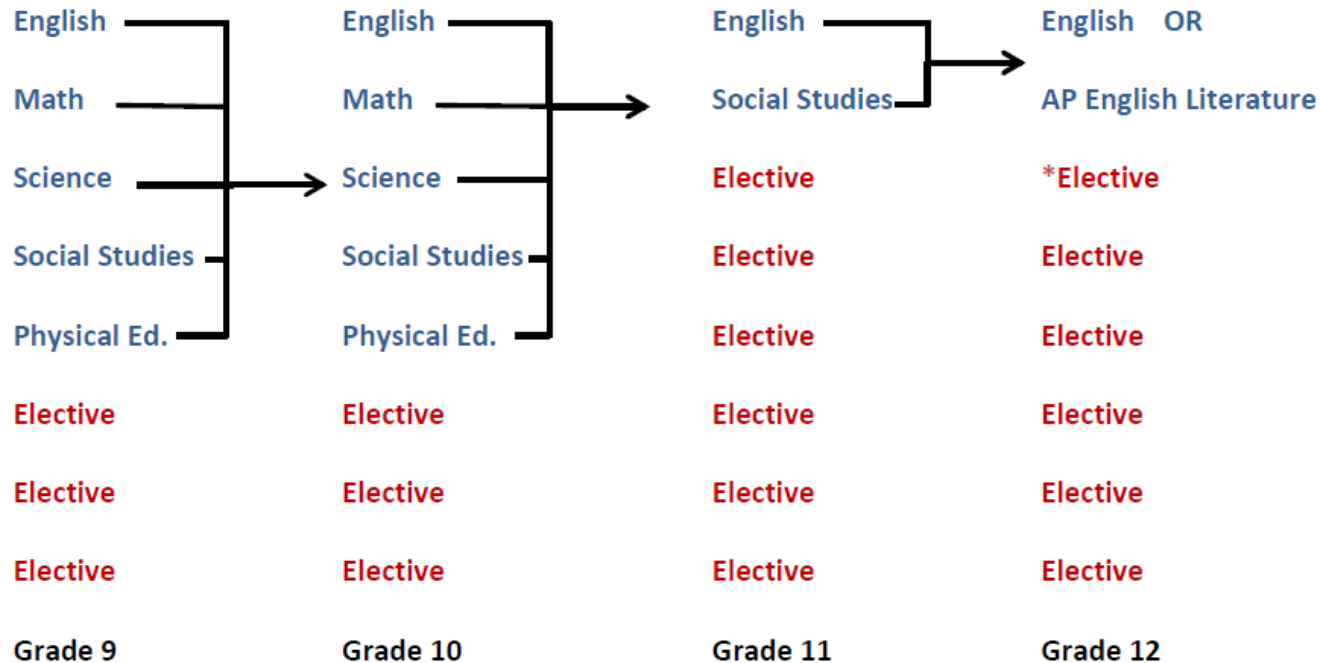 English English English English OR
Math Math Social Studies AP English Literature
Science Science Elective *Elective
Social Studies Social Studies Elective Elective
Physical Ed. Physical Ed. Elective Elective
Elective Elective Elective Elective
Elective Elective Elective Elective
Elective Elective Elective Elective
Grade 9 Grade 10 Grade 11 Grade 12